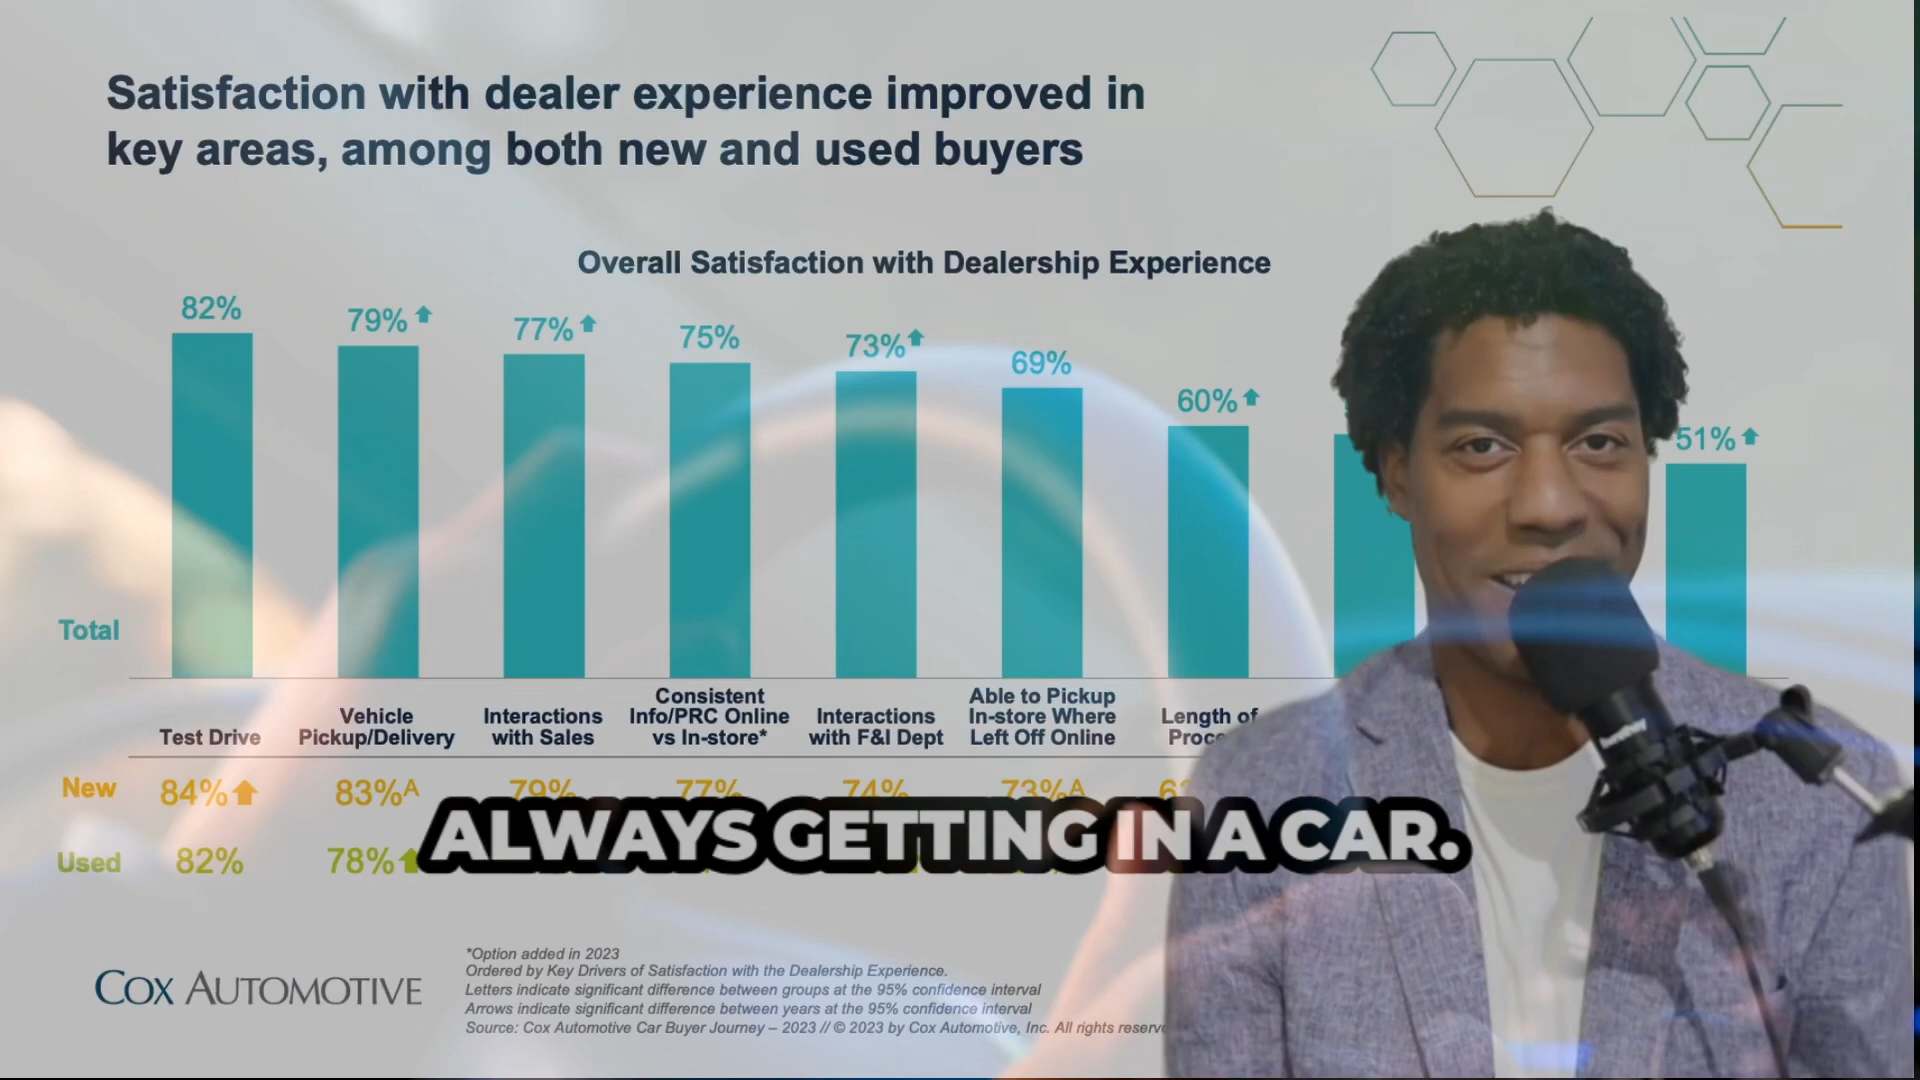 Satisfaction with dealer experience improved in
key areas, among both new and used buyers
Overall Satisfaction with Dealership Experience
82% 79% 77% 75% 73% 69% 60% 51%
Total
Test Drive
Vehicle
Pickup/Delivery
Interactions
with Sales
Consistent
Info/PRC Online
vs In-store*
Interactions
with F&I Dept
Able to Pickup
In-store Where
Left Off Online
Length of
New 84% 83%A 79% 77% 74% 73%A
Used 82% 78%
ALWAYS GETTING IN A CAR.
COX AUTOMOTIVE
*Option added in 2023
Ordered by Key Drivers of Satisfaction with the Dealership Experience.
Letters indicate significant difference between groups at the 95% confidence interval
Arrows indicate significant difference between years at the 95% confidence interval
Source: Cox Automotive Car Buyer Journey – 2023 // © 2023 by Cox Automotive, Inc. All rights